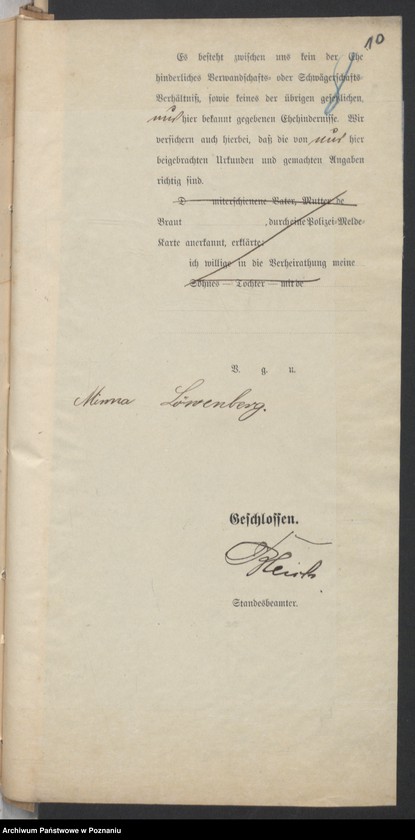 10
Es besteht zwischen uns kein der Ehe
hinderliches Verwandschafts- oder Schwägerschafts-
Verhältniß, sowie keines der übrigen gesetzlichen,
uns hier bekannt gegebenen Ehehindernisse. Wir
versichern auch hierbei, daß die von uns hier
beigebrachten Urkunden und gemachten Angaben
richtig sind.
D miterschienene Vater, Mutter de
Braut , durch eine Polizei-Melde-
Karte anerkannt, erklärte:
ich willige in die Verheirathung meine
Sohnes — Tochter — mit de
V. g. u.
Minna Löwenberg.
Geschlossen.
Standesbeamter.
Archiwum Państwowe w Poznaniu